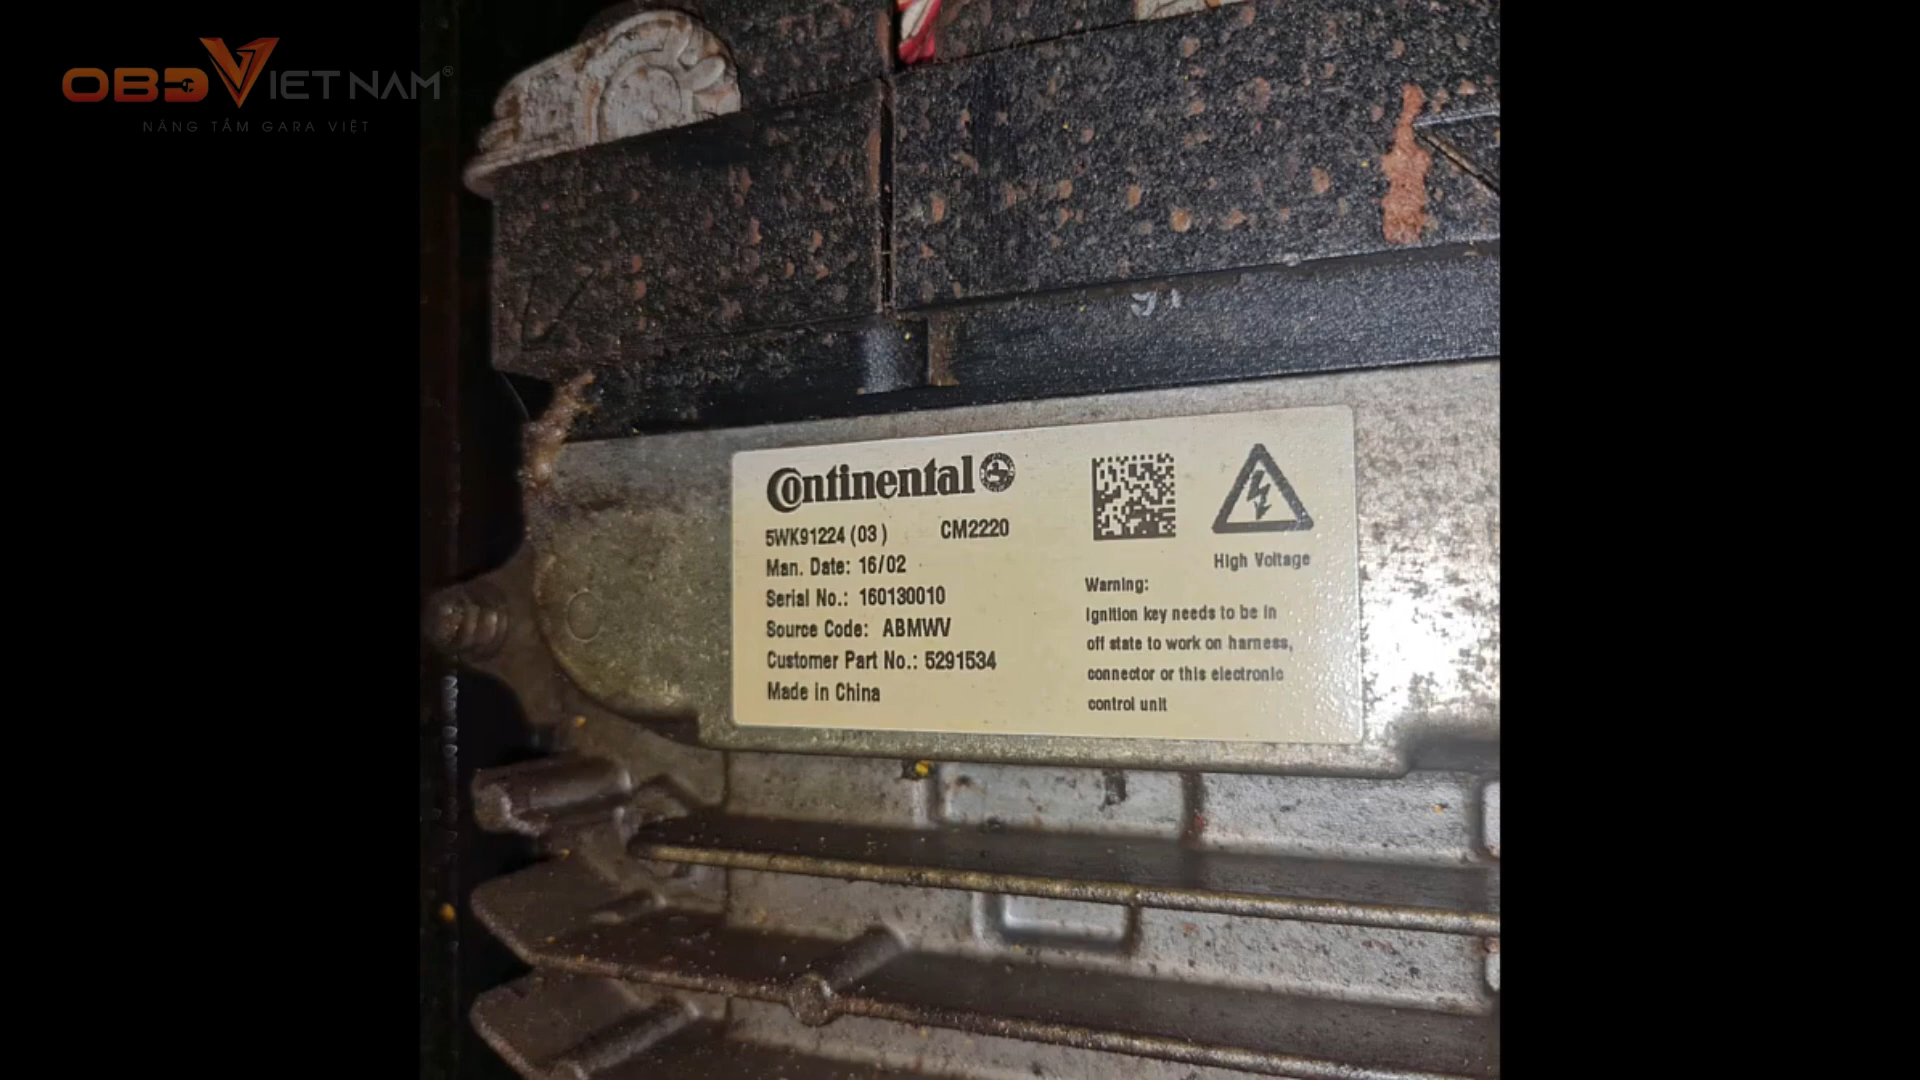 OBDVIETNAM®
NÂNG TẦM GARA VIỆT
91
Continental
5WK91224 (03) CM2220
Man. Date: 16/02
Serial No.: 160130010
Source Code: ABMWV
Customer Part No.: 5291534
Made in China
High Voltage
Warning:
Ignition key needs to be in
off state to work on harness,
connector or this electronic
control unit